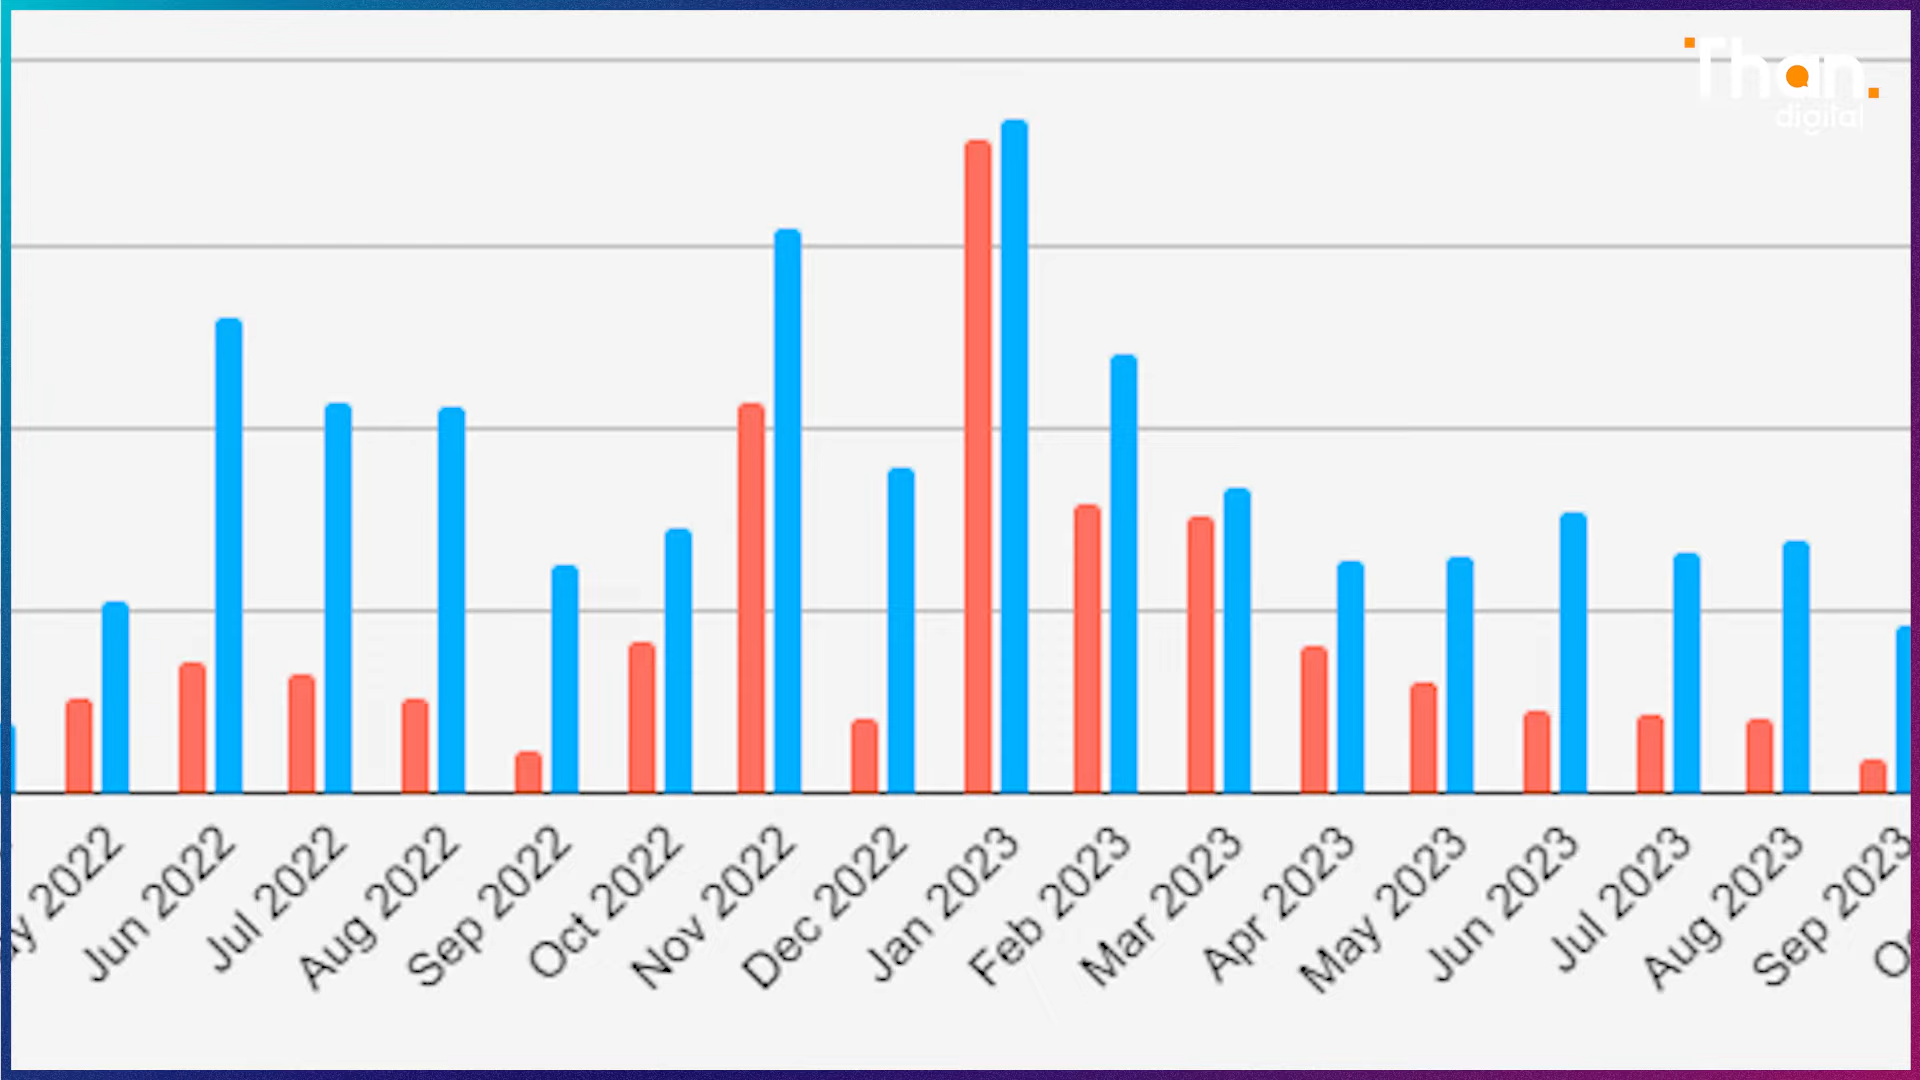 Than.
digital
y 2022
Jun 2022
Jul 2022
Aug 2022
Sep 2022
Oct 2022
Nov 2022
Dec 2022
Jan 2023
Feb 2023
Mar 2023
Apr 2023
May 2023
Jun 2023
Jul 2023
Aug 2023
Sep 2023
O